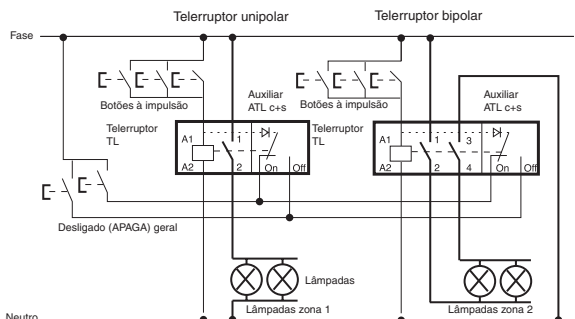 Telerruptor unipolar
Telerruptor bipolar
Fase
Botões à impulsão
Auxiliar
ATL c+s
Botões à impulsão
Auxiliar
ATL c+s
Telerruptor
TL
A1
1
A2
2
On
Off
Telerruptor
TL
A1
1
3
A2
2
4
On
Off
Desligado (APAGA) geral
Lâmpadas
Lâmpadas zona 1
Lâmpadas zona 2
Neutro